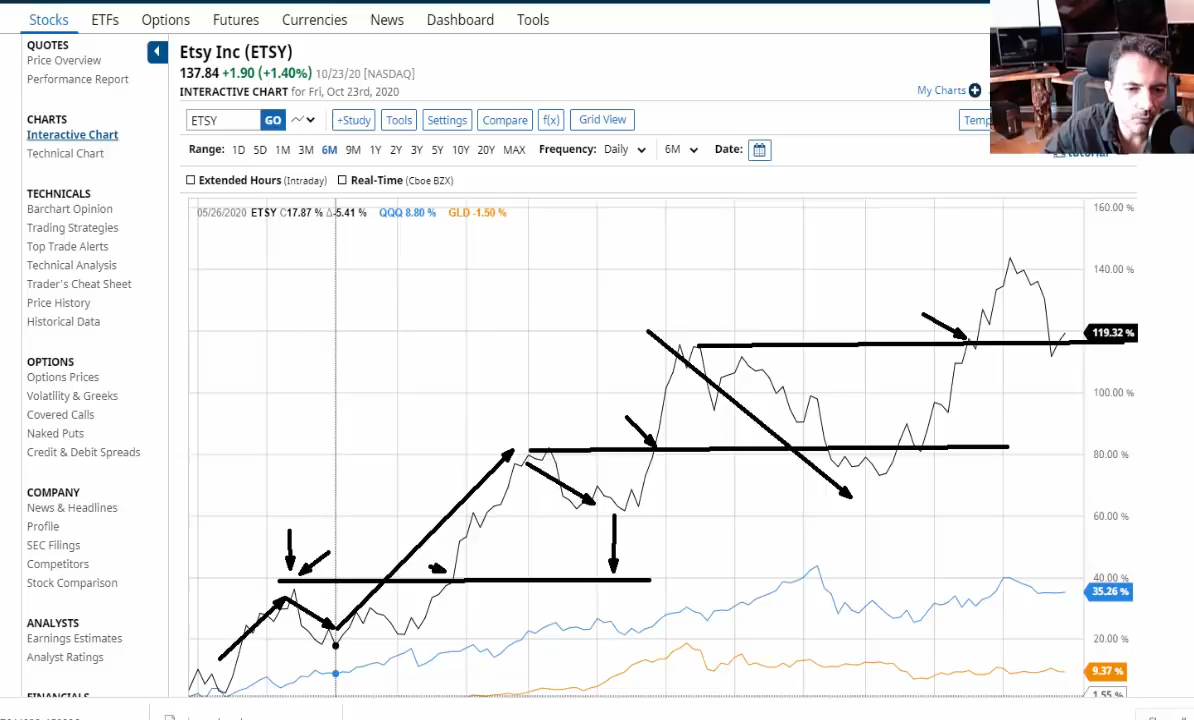 Stocks ETFs Options Futures Currencies News Dashboard Tools
QUOTES
Price Overview
Performance Report
CHARTS
Interactive Chart
Technical Chart
TECHNICALS
Barchart Opinion
Trading Strategies
Top Trade Alerts
Technical Analysis
Trader's Cheat Sheet
Price History
Historical Data
OPTIONS
Options Prices
Volatility & Greeks
Covered Calls
Naked Puts
Credit & Debit Spreads
COMPANY
News & Headlines
Profile
SEC Filings
Competitors
Stock Comparison
ANALYSTS
Earnings Estimates
Analyst Ratings
FINANCIALS
Etsy Inc (ETSY)
137.84 +1.90 (+1.40%) 10/23/20 [NASDAQ]
INTERACTIVE CHART for Fri, Oct 23rd, 2020
My Charts
ETSY GO +Study Tools Settings Compare f(x) Grid View
Range: 1D 5D 1M 3M 6M 9M 1Y 2Y 3Y 5Y 10Y 20Y MAX Frequency: Daily 6M Date:
tutorial
Extended Hours (Intraday) Real-Time (Cboe BZX)
05/26/2020 ETSY C17.87 % Δ-5.41 % QQQ 8.80 % GLD -1.50 %
160.00 %
140.00 %
119.32 %
100.00 %
80.00 %
60.00 %
40.00 %
35.26 %
20.00 %
9.37 %
1.55 %